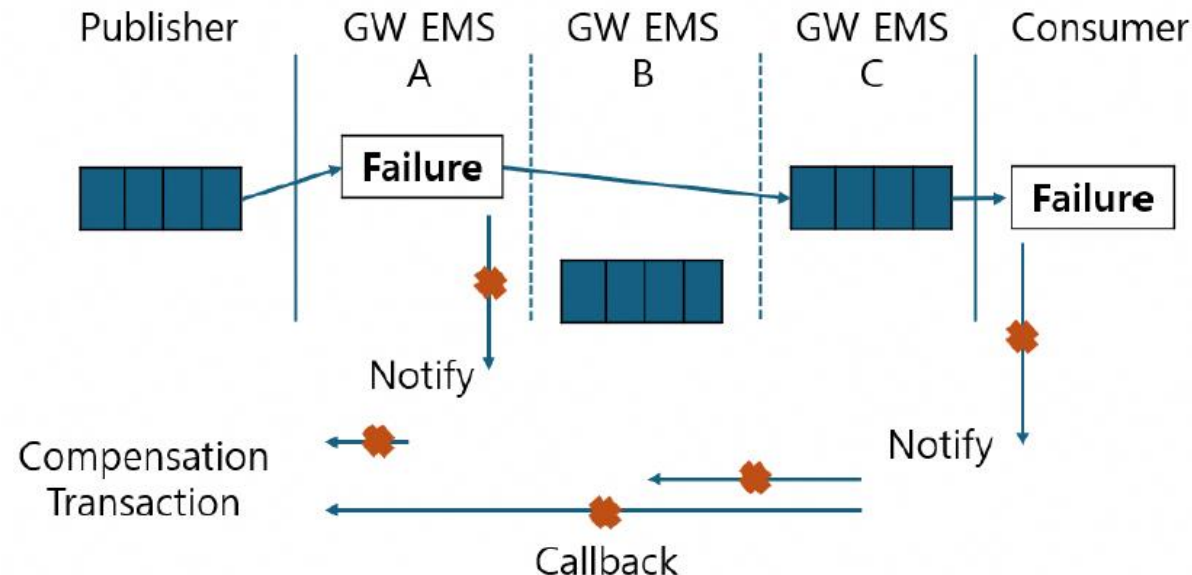 Publisher
GW EMS
A
GW EMS
B
GW EMS
C
Consumer
Failure
Failure
Notify
Notify
Compensation
Transaction
Callback